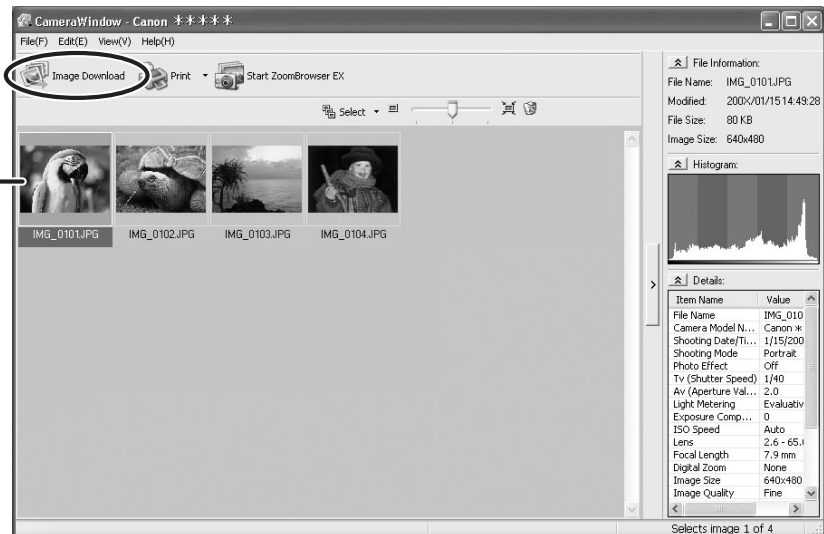 CameraWindow - Canon ＊＊＊＊＊
File(F) Edit(E) View(V) Help(H)
Image Download Print Start ZoomBrowser EX
Select
IMG_0101.JPG IMG_0102.JPG IMG_0103.JPG IMG_0104.JPG
File Information:
File Name: IMG_0101.JPG
Modified: 200X/01/15 14:49:28
File Size: 80 KB
Image Size: 640x480
Histogram:
Details:
Item Name Value
File Name IMG_010
Camera Model N... Canon ＊
Shooting Date/Ti... 1/15/200
Shooting Mode Portrait
Photo Effect Off
Tv (Shutter Speed) 1/40
Av (Aperture Val... 2.0
Light Metering Evaluativ
Exposure Comp... 0
ISO Speed Auto
Lens 2.6 - 65.
Focal Length 7.9 mm
Digital Zoom None
Image Size 640x480
Image Quality Fine
Selects image 1 of 4